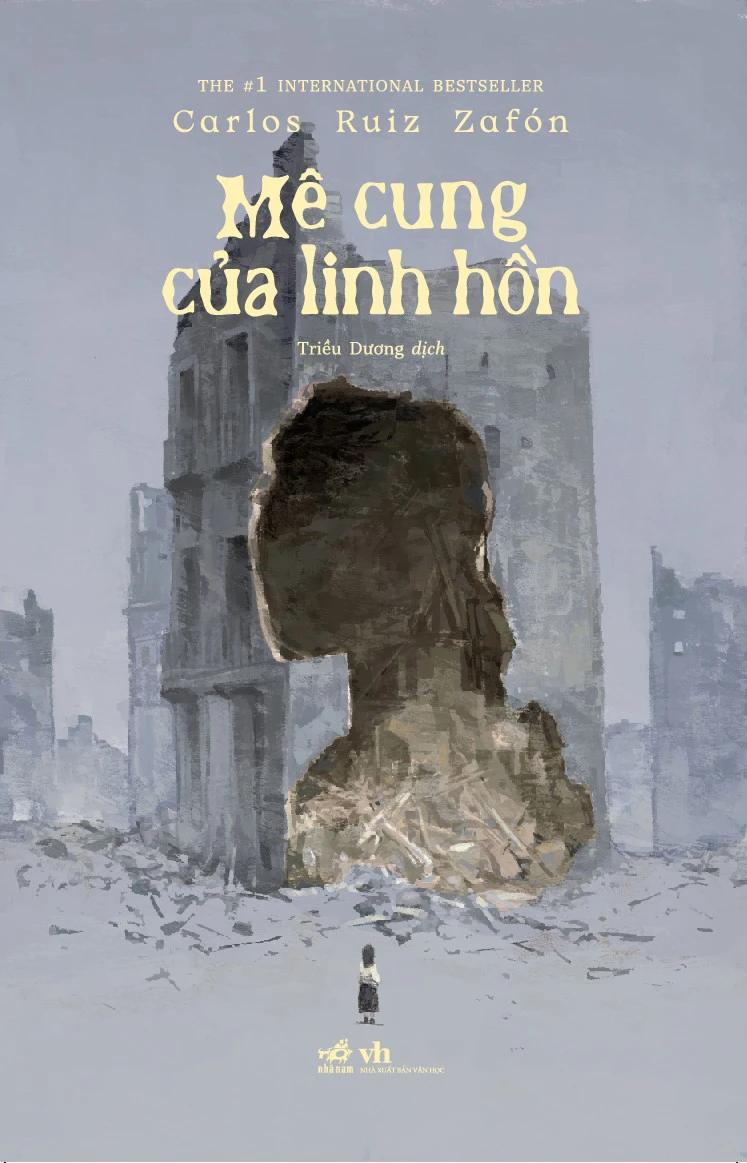 THE #1 INTERNATIONAL BESTSELLER
Carlos Ruiz Zafón
Mê cung
của linh hồn
Triều Dương dịch
nhã nam
vh
NHÀ XUẤT BẢN VĂN HỌC